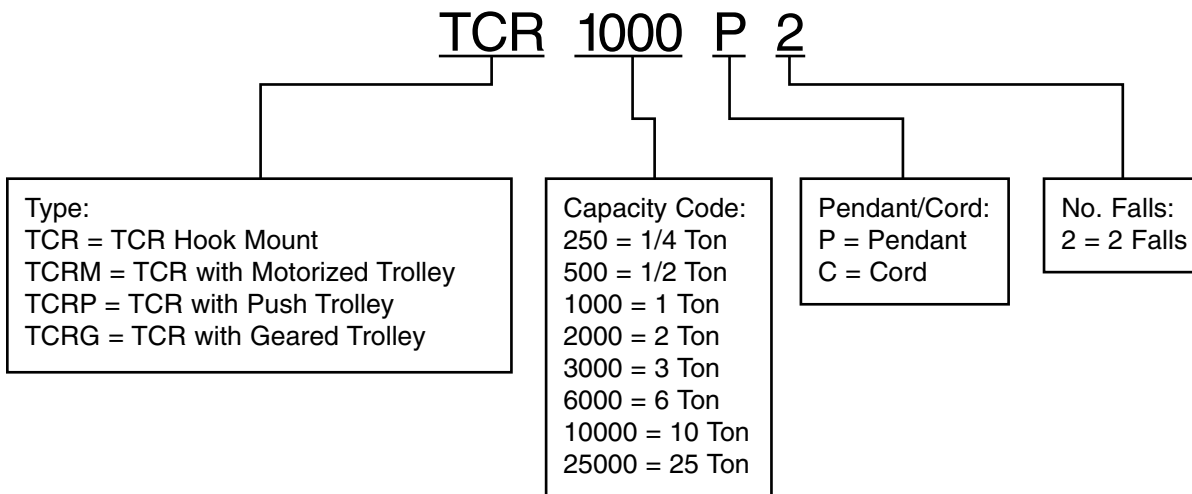 TCR 1000 P 2
Type:
TCR = TCR Hook Mount
TCRM = TCR with Motorized Trolley
TCRP = TCR with Push Trolley
TCRG = TCR with Geared Trolley
Capacity Code:
250 = 1/4 Ton
500 = 1/2 Ton
1000 = 1 Ton
2000 = 2 Ton
3000 = 3 Ton
6000 = 6 Ton
10000 = 10 Ton
25000 = 25 Ton
Pendant/Cord:
P = Pendant
C = Cord
No. Falls:
2 = 2 Falls